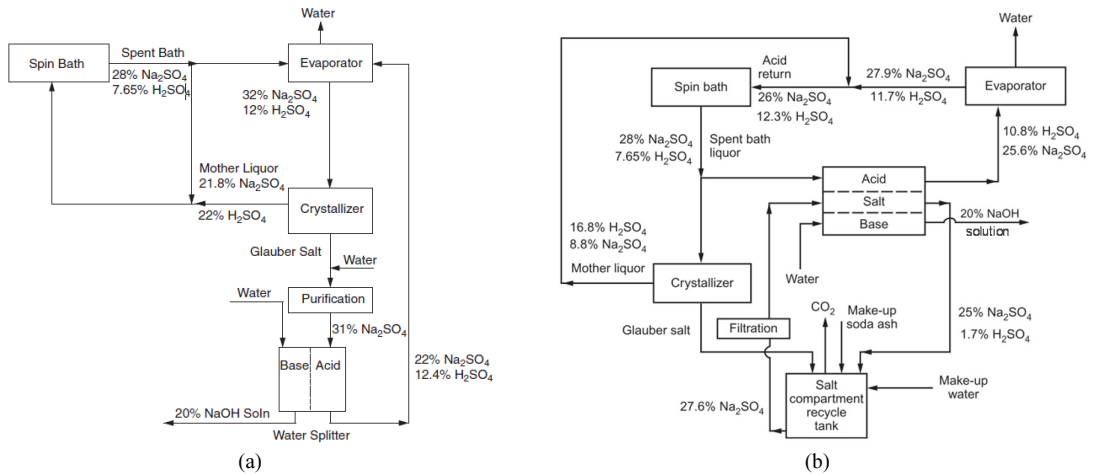 Water
Spin Bath
Spent Bath
28% Na₂SO₄
7.65% H₂SO₄
Evaporator
32% Na₂SO₄
12% H₂SO₄
Mother Liquor
21.8% Na₂SO₄
22% H₂SO₄
Crystallizer
Glauber Salt
Water
Water
Purification
31% Na₂SO₄
Base
Acid
22% Na₂SO₄
12.4% H₂SO₄
20% NaOH Soln
Water Splitter
(a)
Water
Acid
return
Spin bath
26% Na₂SO₄
12.3% H₂SO₄
27.9% Na₂SO₄
11.7% H₂SO₄
Evaporator
28% Na₂SO₄
7.65% H₂SO₄
Spent bath
liquor
10.8% H₂SO₄
25.6% Na₂SO₄
Acid
Salt
Base
20% NaOH
solution
16.8% H₂SO₄
8.8% Na₂SO₄
Mother liquor
Crystallizer
Water
CO₂
Make-up
soda ash
Glauber salt
Filtration
25% Na₂SO₄
1.7% H₂SO₄
Salt
compartment
recycle
tank
Make-up
water
27.6% Na₂SO₄
(b)